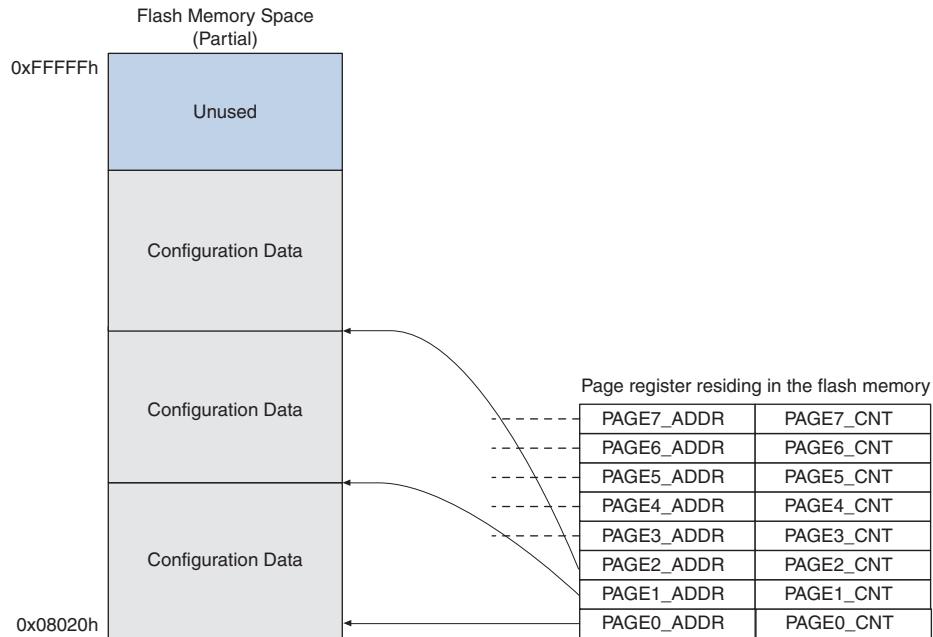 Flash Memory Space
(Partial)
0xFFFFFh
Unused
Configuration Data
Configuration Data
Configuration Data
0x08020h
Page register residing in the flash memory
PAGE7_ADDR PAGE7_CNT
PAGE6_ADDR PAGE6_CNT
PAGE5_ADDR PAGE5_CNT
PAGE4_ADDR PAGE4_CNT
PAGE3_ADDR PAGE3_CNT
PAGE2_ADDR PAGE2_CNT
PAGE1_ADDR PAGE1_CNT
PAGE0_ADDR PAGE0_CNT